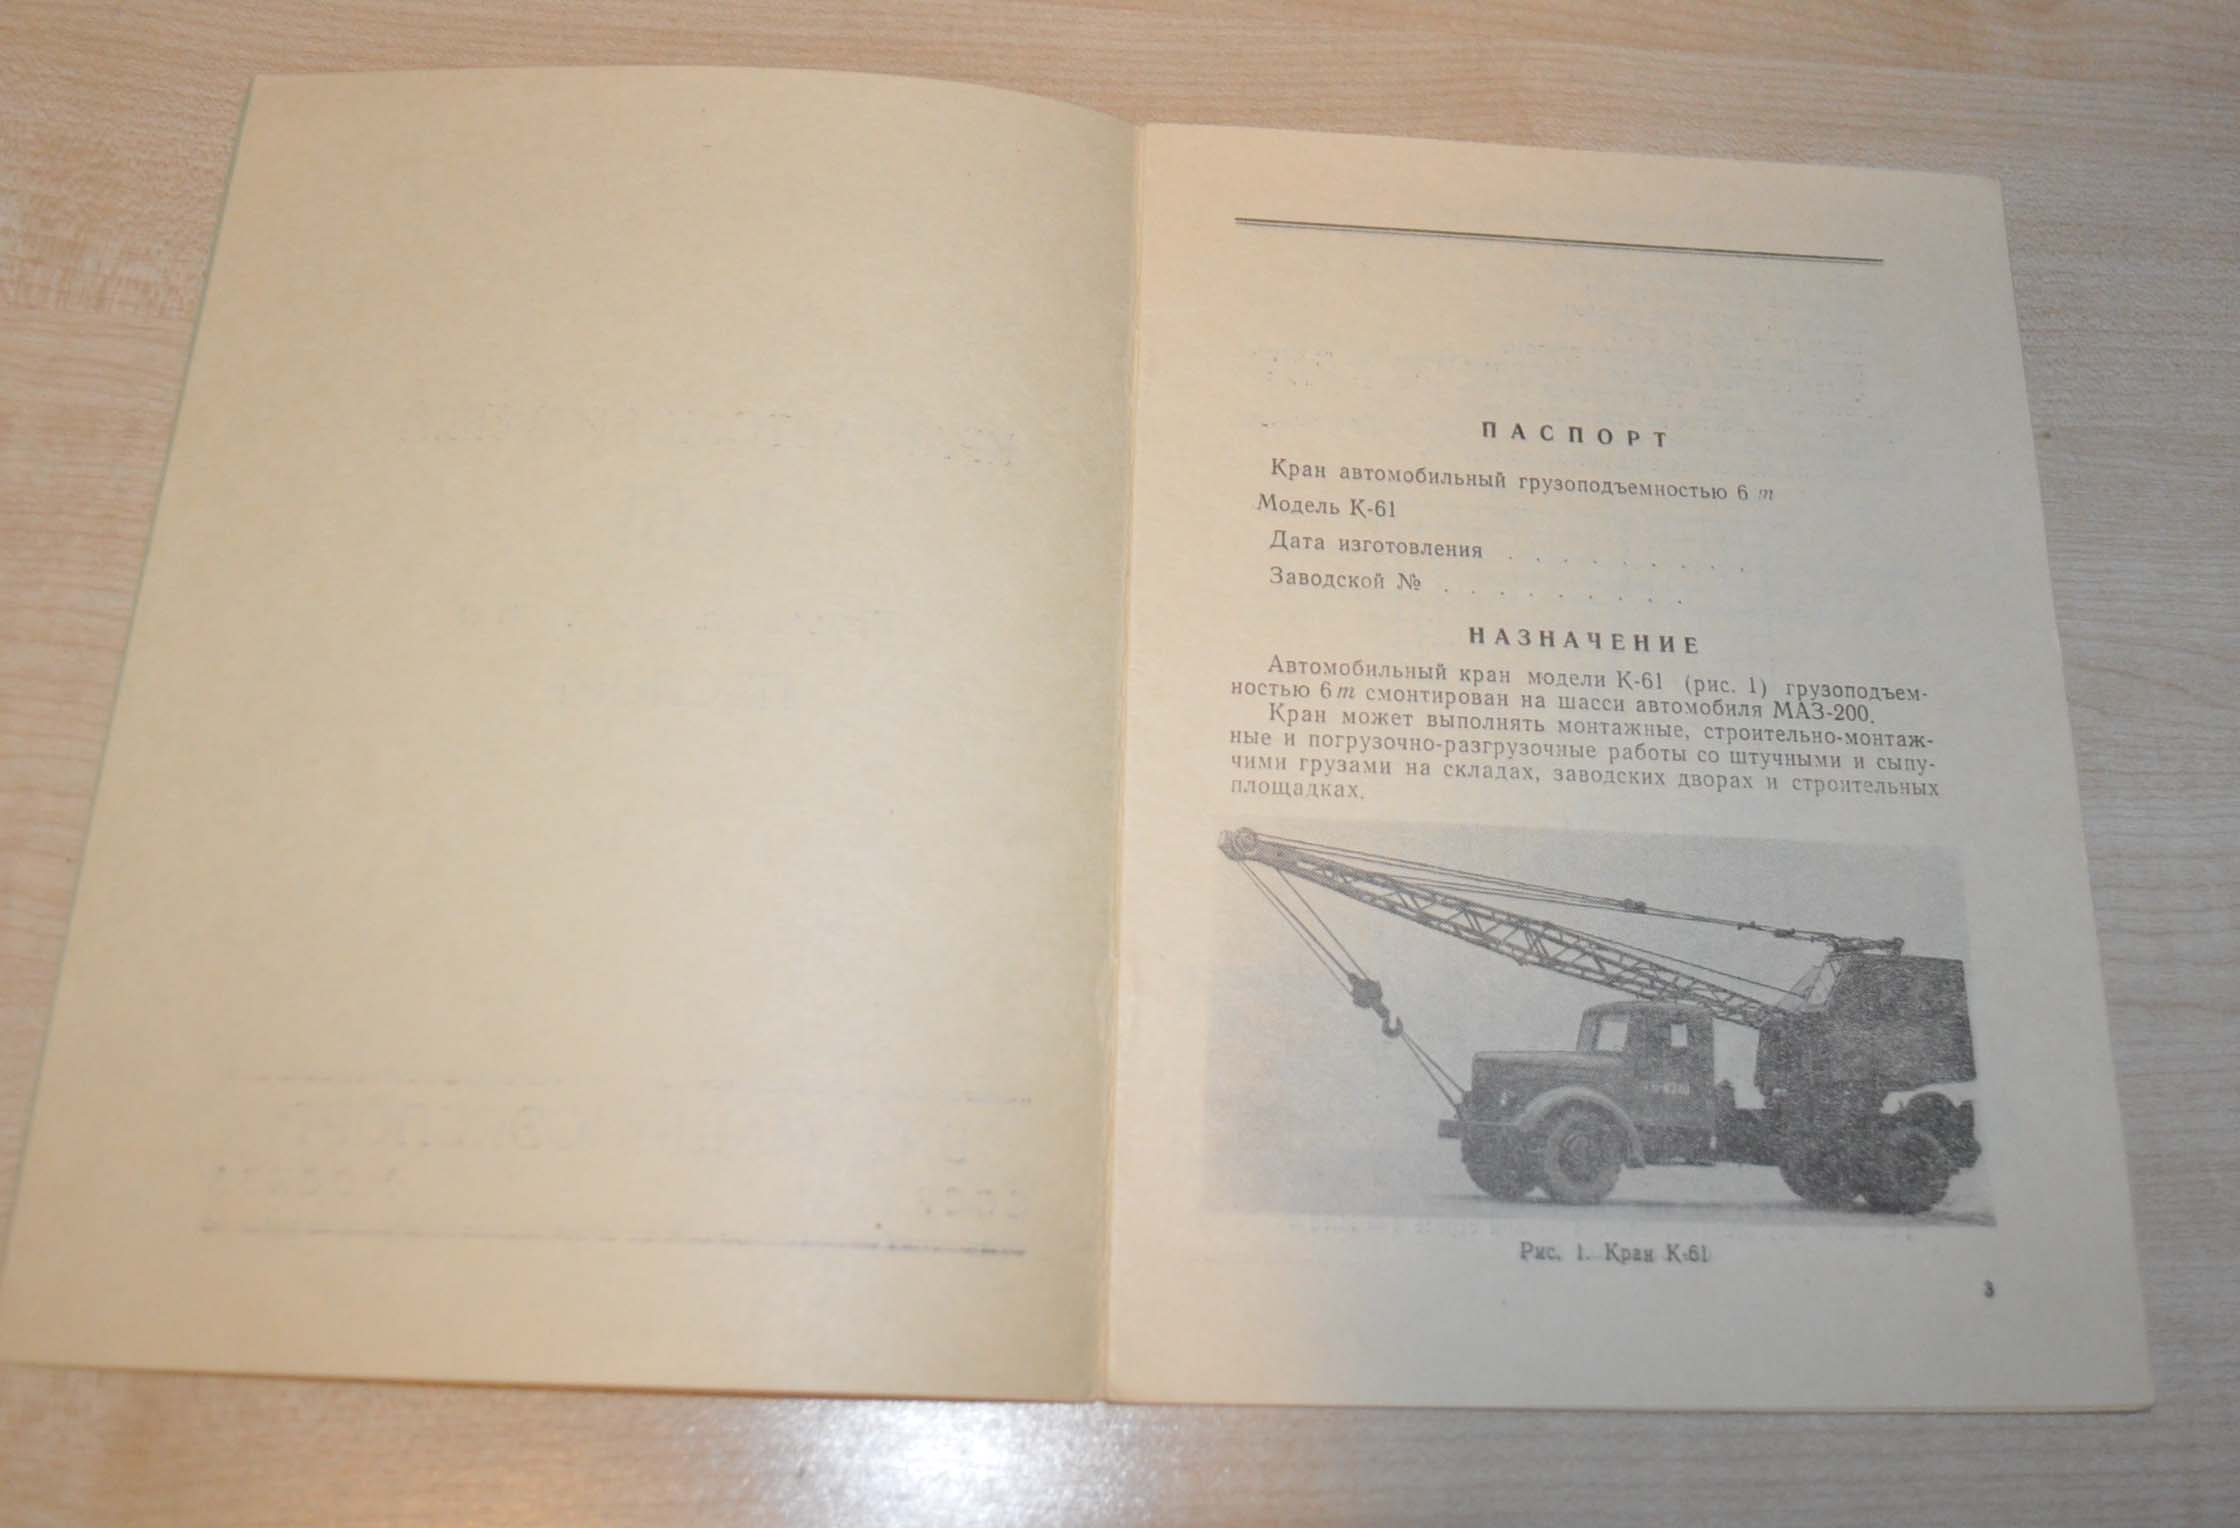 ПАСПОРТ
Кран автомобильный грузоподъемностью 6 т
Модель К-61
Дата изготовления . . . . . . . . .
Заводской № . . . . . . . . .
НАЗНАЧЕНИЕ
Автомобильный кран модели К-61 (рис. 1) грузоподъем-
ностью 6 т смонтирован на шасси автомобиля МАЗ-200.
Кран может выполнять монтажные, строительно-монтаж-
ные и погрузочно-разгрузочные работы со штучными и сыпу-
чими грузами на складах, заводских дворах и строительных
площадках.
Рис. 1. Кран К-61
3